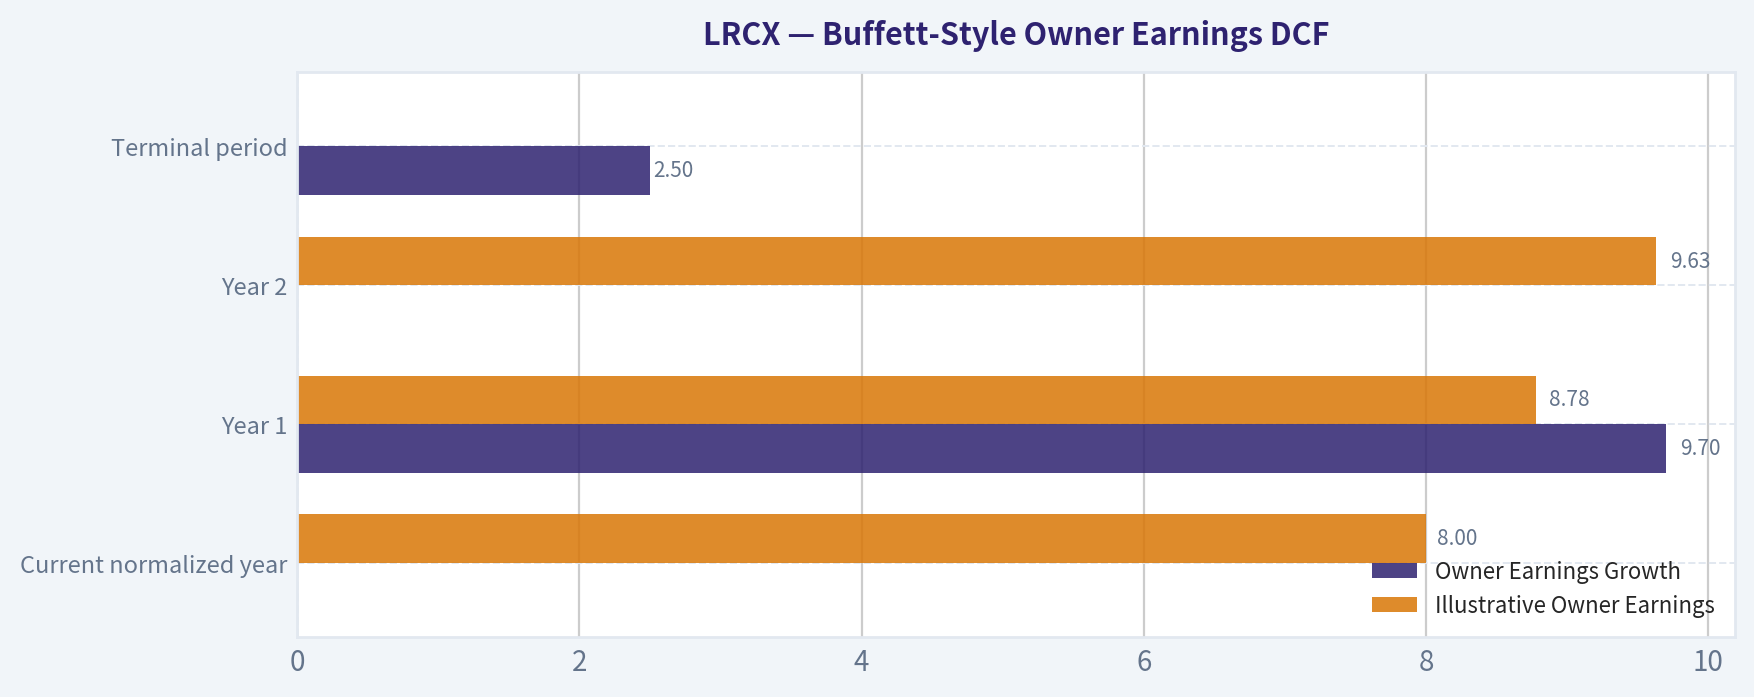 LRCX — Buffett-Style Owner Earnings DCF
Terminal period
2.50
9.63
Year 2
8.78
Year 1
9.70
8.00
Current normalized year
Owner Earnings Growth
Illustrative Owner Earnings
0 2 4 6 8 10